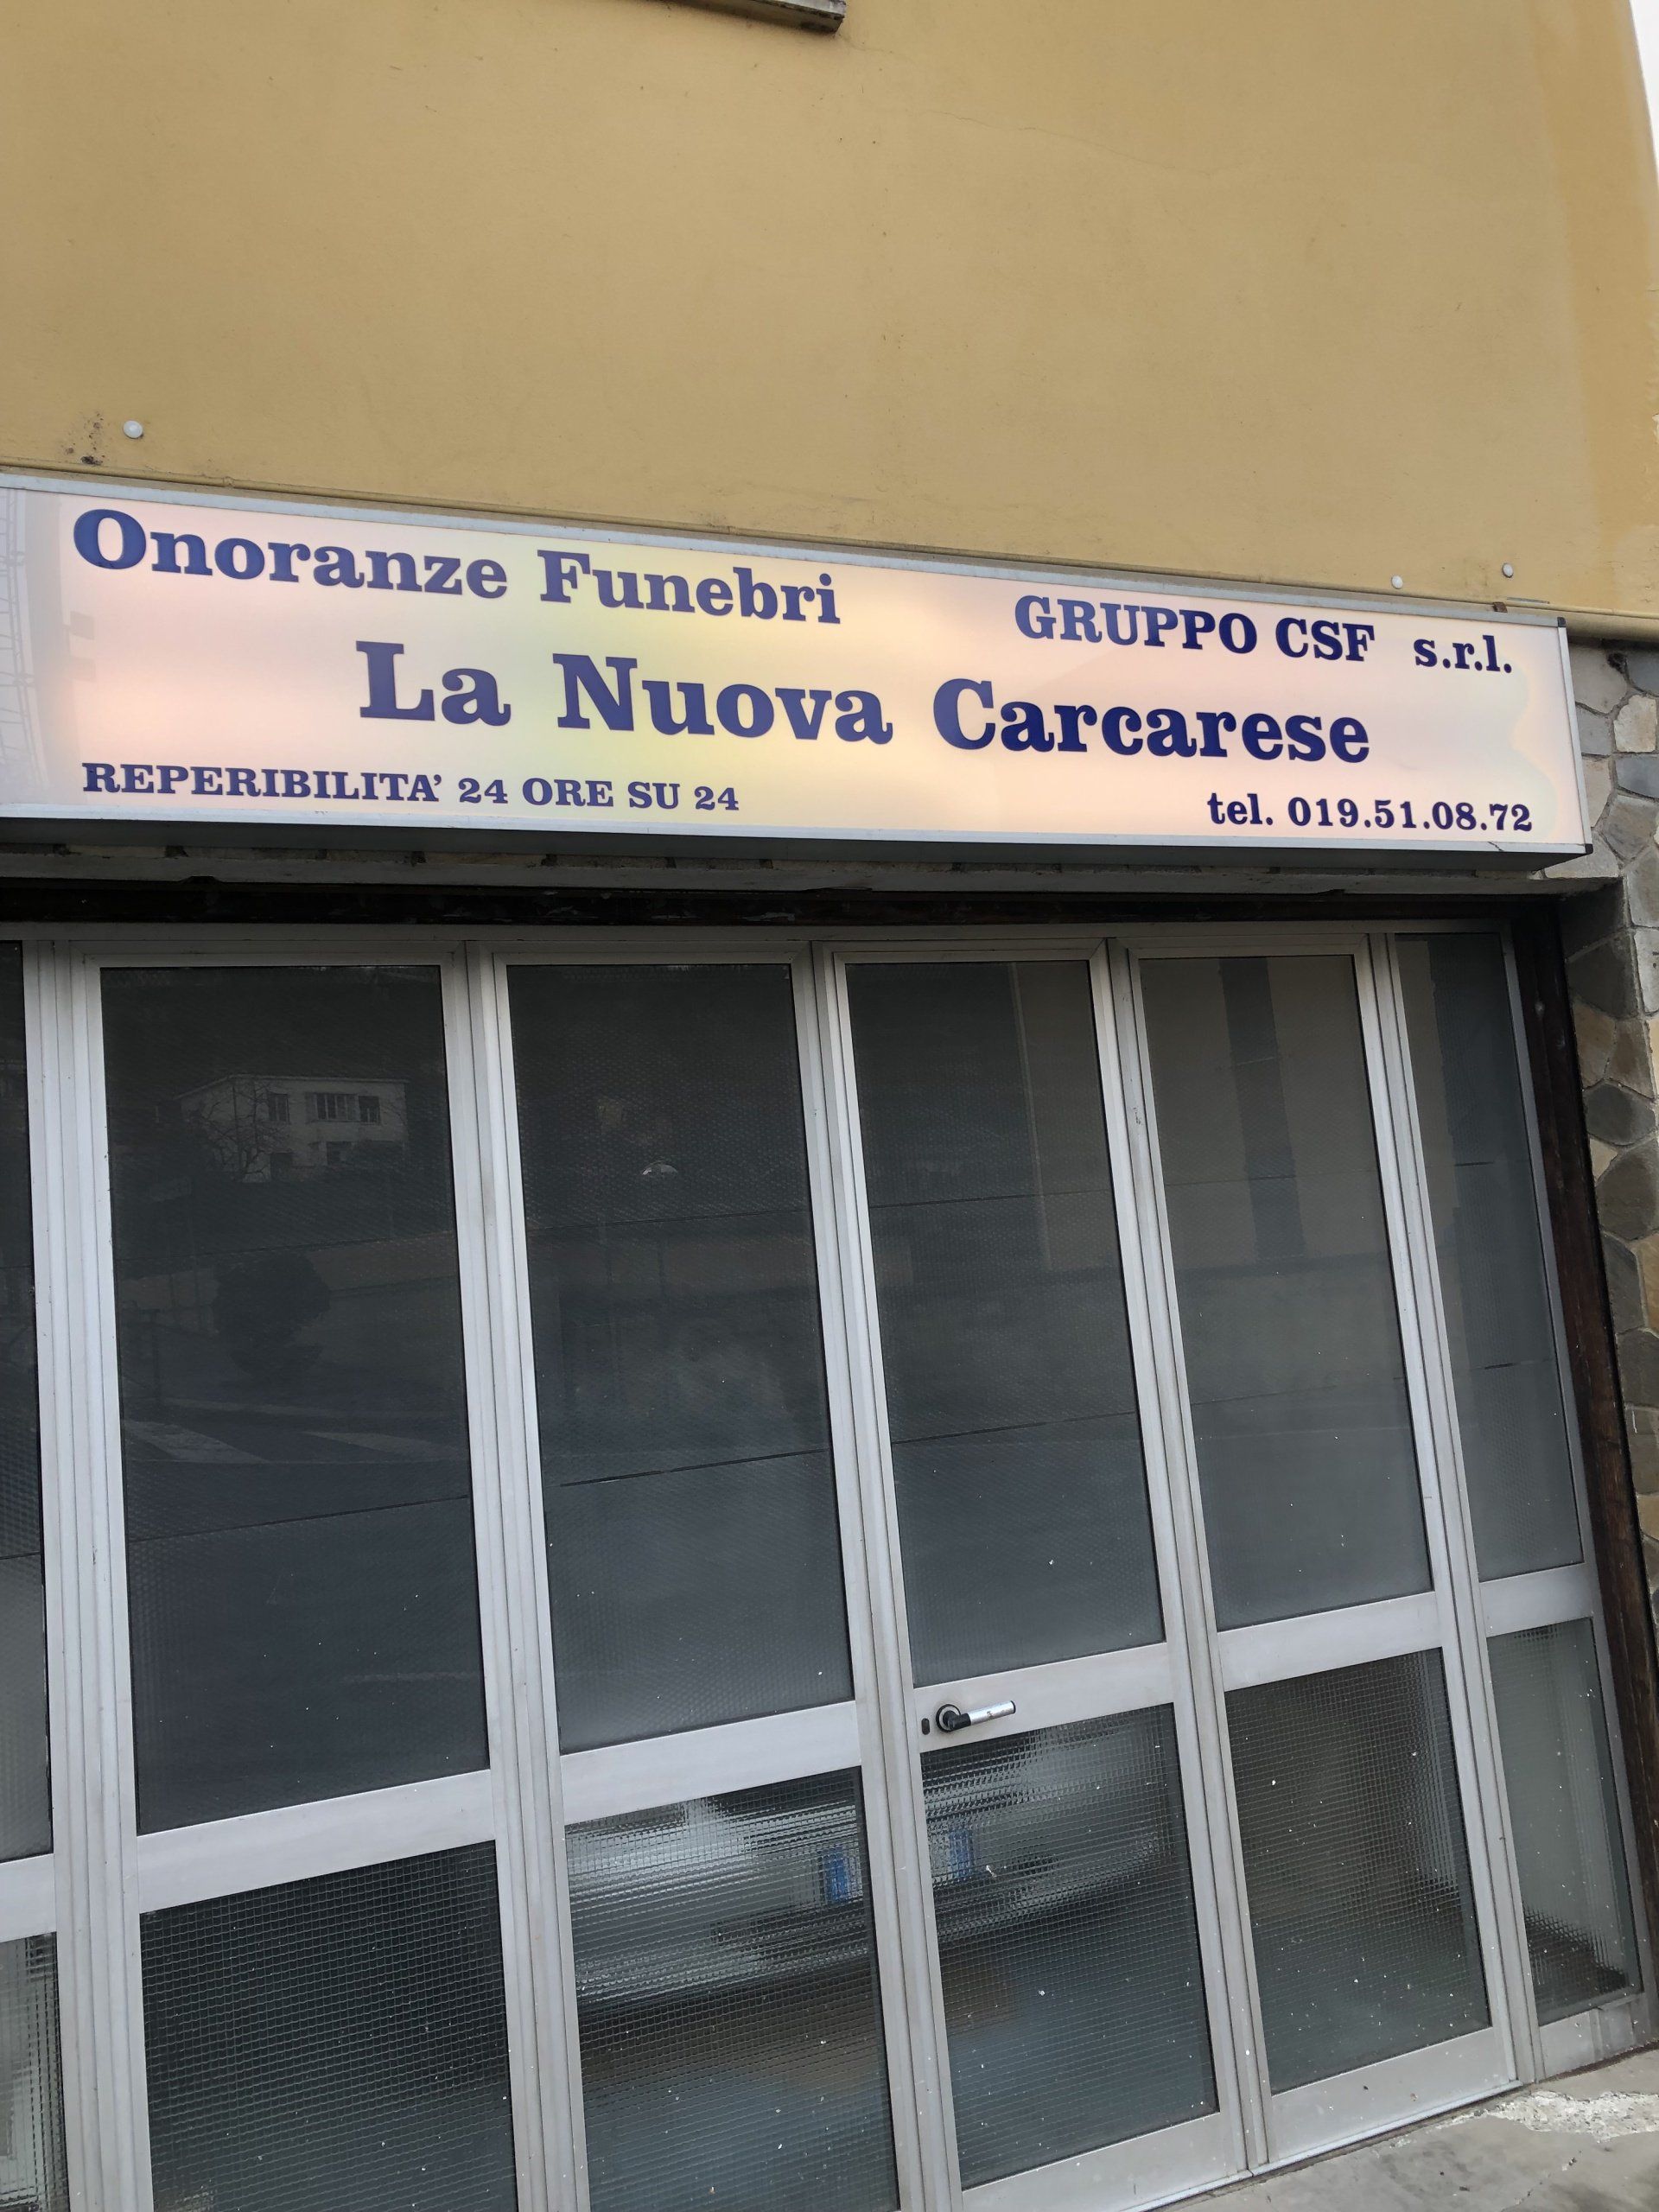 Onoranze Funebri
GRUPPO CSF s.r.l.
La Nuova Carcarese
REPERIBILITA' 24 ORE SU 24
tel. 019.51.08.72